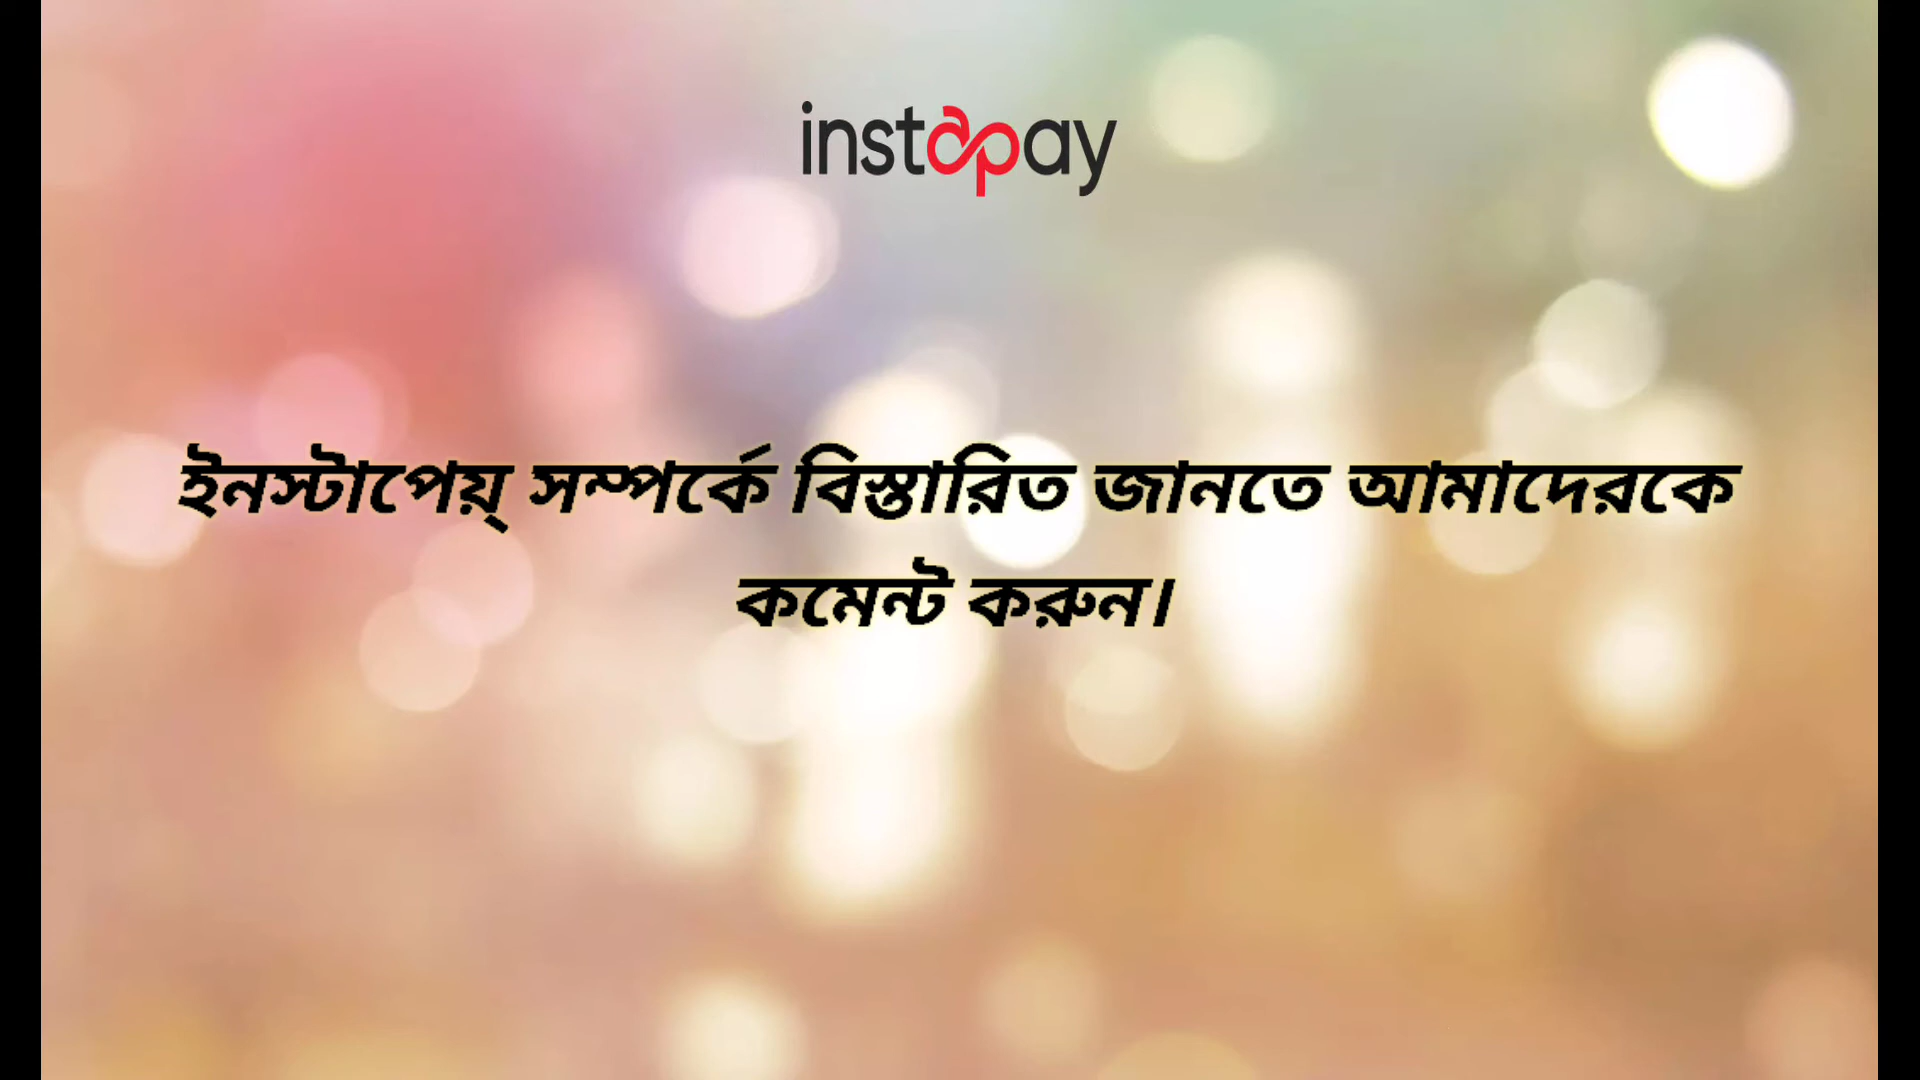 instapay
ইনস্টাপেয়্ সম্পর্কে বিস্তারিত জানতে আমাদেরকে
কমেন্ট করুন।